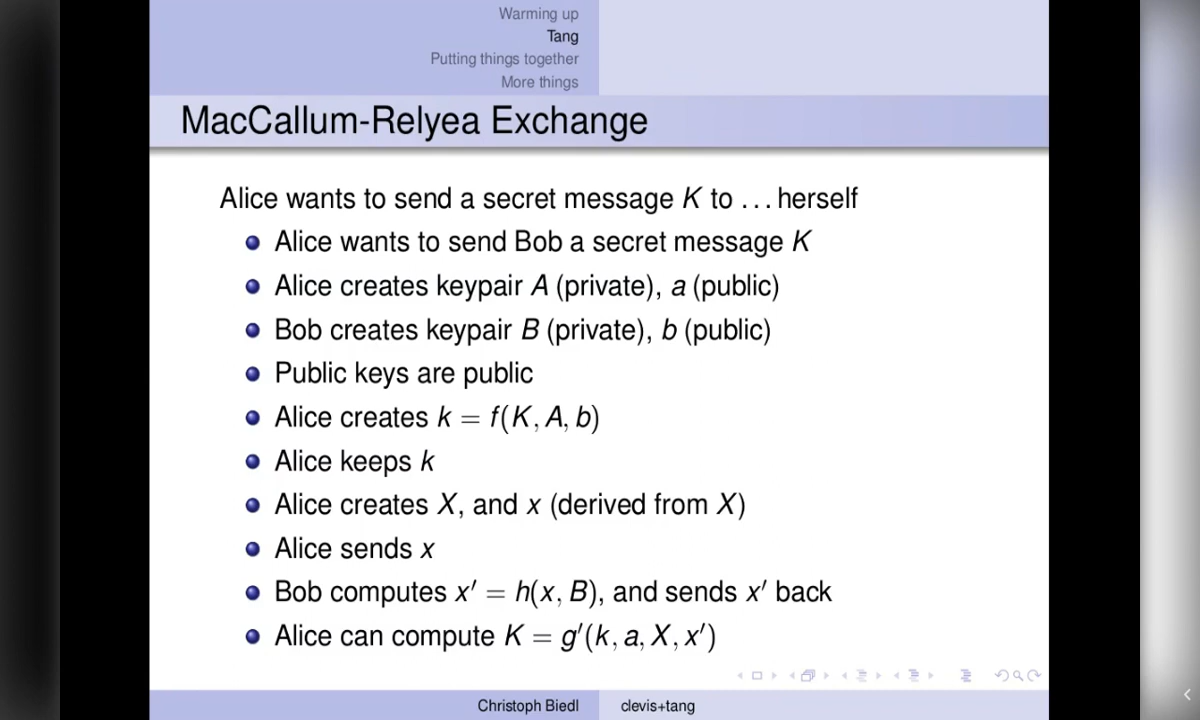 Warming up
Tang
Putting things together
More things
MacCallum-Relyea Exchange
Alice wants to send a secret message K to . . . herself
Alice wants to send Bob a secret message K
Alice creates keypair A (private), a (public)
Bob creates keypair B (private), b (public)
Public keys are public
Alice creates k = f(K, A, b)
Alice keeps k
Alice creates X, and x (derived from X)
Alice sends x
Bob computes x′ = h(x, B), and sends x′ back
Alice can compute K = g′(k, a, X, x′)
Christoph Biedl clevis+tang